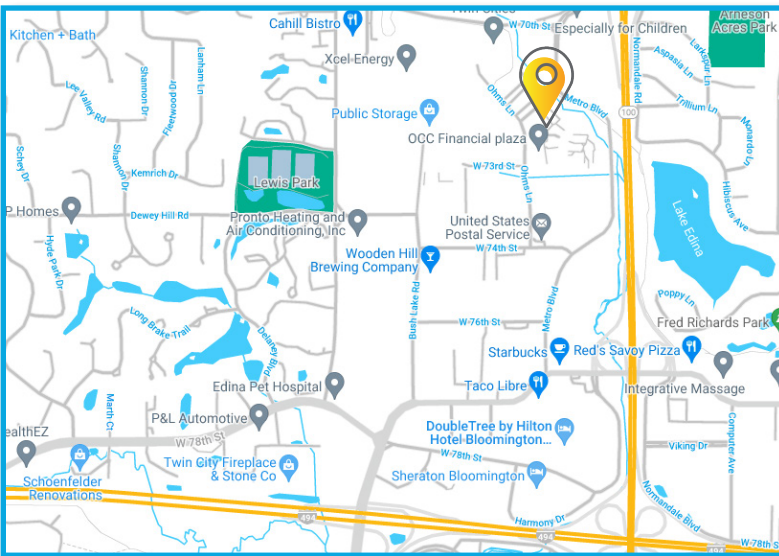 Cahill Bistro
Twin Cities
W 70th St
Especially for Children
Arneson
Acres Park
Kitchen + Bath
Xcel Energy
Normandale Rd
Larkspur Ln
Aspasia Ln
Lanham Ln
Shannon Dr
Fleetwood Dr
Lee Valley Rd
Ohms Ln
Metro Blvd
Trillium Ln
100
Public Storage
OCC Financial plaza
Monardo Ln
Schey Dr
Shannon Dr
Kemrich Dr
Lewis Park
W 73rd St
Ohms Ln
Hibiscus Ave
P Homes
Dewey Hill Rd
Pronto Heating and
Air Conditioning, Inc
United States
Postal Service
Lake Edina
Hyde Park Dr
W 74th St
Wooden Hill
Brewing Company
Bush Lake Rd
Metro Blvd
Poppy Ln
Long Brake Trail
Delaney Blvd
W 76th St
Fred Richards Park
Starbucks
Red's Savoy Pizza
Edina Pet Hospital
Taco Libre
Integrative Massage
Marth Ct
P&L Automotive
ealthEZ
W 78th St
DoubleTree by Hilton
Hotel Bloomington...
Computer Ave
Viking Dr
W 78th St
Twin City Fireplace
& Stone Co
Sheraton Bloomington
Schoenfelder
Renovations
Normandale Blvd
Harmony Dr
494
494
W 78th S